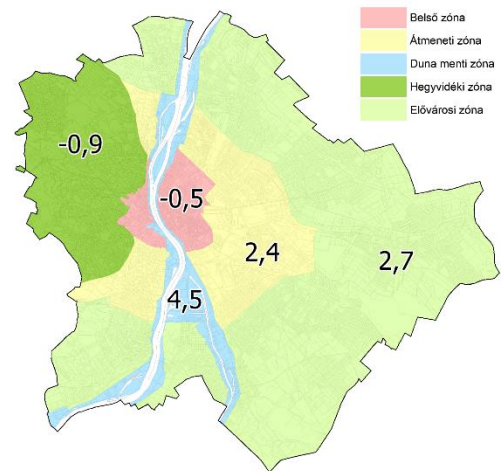 Belső zóna
Átmeneti zóna
Duna menti zóna
Hegyvidéki zóna
Elővárosi zóna
-0,9
-0,5
2,4
2,7
4,5